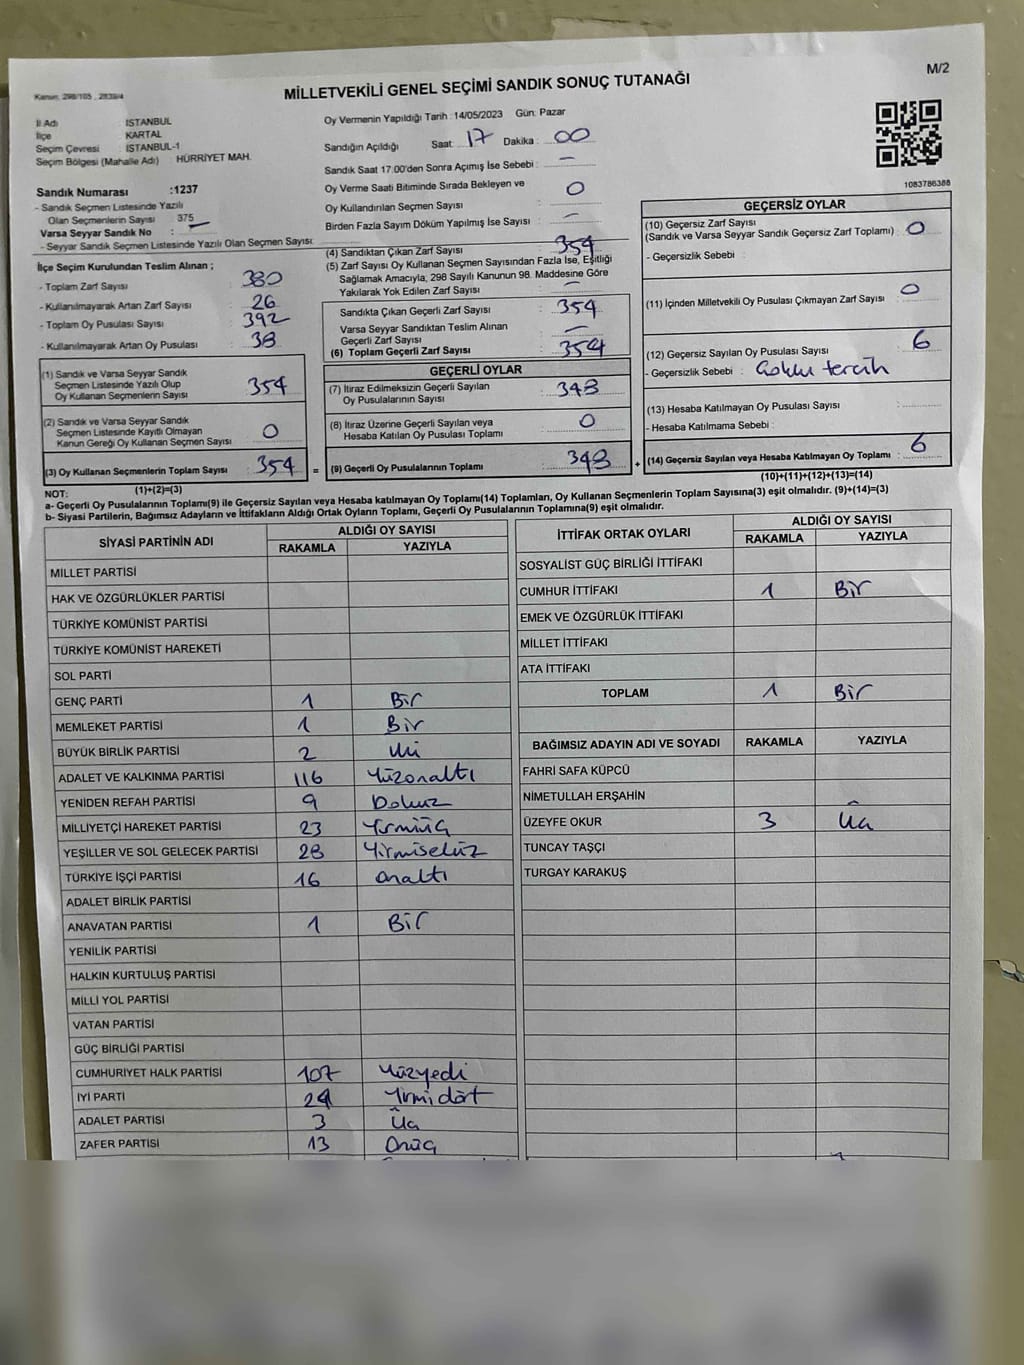 M/2
Kanun: 298/105 , 2839/4
MİLLETVEKİLİ GENEL SEÇİMİ SANDIK SONUÇ TUTANAĞI
İl Adı : İSTANBUL
İlçe : KARTAL
Seçim Çevresi : İSTANBUL-1
Seçim Bölgesi (Mahalle Adı) : HÜRRİYET MAH.
Sandık Numarası :1237
- Sandık Seçmen Listesinde Yazılı
Olan Seçmenlerin Sayısı : 375
Varsa Seyyar Sandık No : —
- Seyyar Sandık Seçmen Listesinde Yazılı Olan Seçmen Sayısı:
Oy Vermenin Yapıldığı Tarih : 14/05/2023 Gün: Pazar
Sandığın Açıldığı Saat: 17 Dakika : 00
Sandık Saat 17:00'den Sonra Açımış İse Sebebi : —
Oy Verme Saati Bitiminde Sırada Bekleyen ve
Oy Kullandırılan Seçmen Sayısı : 0
Birden Fazla Sayım Döküm Yapılmış İse Sayısı : —
1083786388
İlçe Seçim Kurulundan Teslim Alınan ;
- Toplam Zarf Sayısı : 380
- Kullanılmayarak Artan Zarf Sayısı : 26
- Toplam Oy Pusulası Sayısı : 392
- Kullanılmayarak Artan Oy Pusulası : 38
(4) Sandıktan Çıkan Zarf Sayısı : 354
(5) Zarf Sayısı Oy Kullanan Seçmen Sayısından Fazla İse, Eşitliği
Sağlamak Amacıyla, 298 Sayılı Kanunun 98. Maddesine Göre
Yakılarak Yok Edilen Zarf Sayısı : —
Sandıkta Çıkan Geçerli Zarf Sayısı : 354
Varsa Seyyar Sandıktan Teslim Alınan
Geçerli Zarf Sayısı : —
(6) Toplam Geçerli Zarf Sayısı : 354
GEÇERSİZ OYLAR
(10) Geçersiz Zarf Sayısı
(Sandık ve Varsa Seyyar Sandık Geçersiz Zarf Toplamı) : 0
- Geçersizlik Sebebi :
(11) İçinden Milletvekili Oy Pusulası Çıkmayan Zarf Sayısı : 0
(12) Geçersiz Sayılan Oy Pusulası Sayısı : 6
- Geçersizlik Sebebi : Çoklu tercih
(13) Hesaba Katılmayan Oy Pusulası Sayısı :
- Hesaba Katılmama Sebebi :
(14) Geçersiz Sayılan veya Hesaba Katılmayan Oy Toplamı : 6
(10)+(11)+(12)+(13)=(14)
(1) Sandık ve Varsa Seyyar Sandık
Seçmen Listesinde Yazılı Olup
Oy Kullanan Seçmenlerin Sayısı : 354
(2) Sandık ve Varsa Seyyar Sandık
Seçmen Listesinde Kayıtlı Olmayan
Kanun Gereği Oy Kullanan Seçmen Sayısı : 0
(3) Oy Kullanan Seçmenlerin Toplam Sayısı : 354 =
(1)+(2)=(3)
GEÇERLİ OYLAR
(7) İtiraz Edilmeksizin Geçerli Sayılan
Oy Pusulalarının Sayısı : 348
(8) İtiraz Üzerine Geçerli Sayılan veya
Hesaba Katılan Oy Pusulası Toplamı : 0
(9) Geçerli Oy Pusulalarının Toplamı : 348 +
NOT:
a- Geçerli Oy Pusulalarının Toplamı(9) ile Geçersiz Sayılan veya Hesaba katılmayan Oy Toplamı(14) Toplamları, Oy Kullanan Seçmenlerin Toplam Sayısına(3) eşit olmalıdır. (9)+(14)=(3)
b- Siyasi Partilerin, Bağımsız Adayların ve İttifakların Aldığı Ortak Oyların Toplamı, Geçerli Oy Pusulalarının Toplamına(9) eşit olmalıdır.
SİYASİ PARTİNİN ADI ALDIĞI OY SAYISI
RAKAMLA YAZIYLA
MİLLET PARTİSİ
HAK VE ÖZGÜRLÜKLER PARTİSİ
TÜRKİYE KOMÜNİST PARTİSİ
TÜRKİYE KOMÜNİST HAREKETİ
SOL PARTİ
GENÇ PARTİ 1 Bir
MEMLEKET PARTİSİ 1 Bir
BÜYÜK BİRLİK PARTİSİ 2 iki
ADALET VE KALKINMA PARTİSİ 116 Yüzonaltı
YENİDEN REFAH PARTİSİ 9 Dokuz
MİLLİYETÇİ HAREKET PARTİSİ 23 Yirmiüç
YEŞİLLER VE SOL GELECEK PARTİSİ 28 Yirmisekiz
TÜRKİYE İŞÇİ PARTİSİ 16 onaltı
ADALET BİRLİK PARTİSİ
ANAVATAN PARTİSİ 1 Bir
YENİLİK PARTİSİ
HALKIN KURTULUŞ PARTİSİ
MİLLİ YOL PARTİSİ
VATAN PARTİSİ
GÜÇ BİRLİĞİ PARTİSİ
CUMHURİYET HALK PARTİSİ 107 Yüzyedi
İYİ PARTİ 24 Yirmidört
ADALET PARTİSİ 3 Üç
ZAFER PARTİSİ 13 Onüç
İTTİFAK ORTAK OYLARI ALDIĞI OY SAYISI
RAKAMLA YAZIYLA
SOSYALİST GÜÇ BİRLİĞİ İTTİFAKI
CUMHUR İTTİFAKI 1 Bir
EMEK VE ÖZGÜRLÜK İTTİFAKI
MİLLET İTTİFAKI
ATA İTTİFAKI
TOPLAM 1 Bir
BAĞIMSIZ ADAYIN ADI VE SOYADI RAKAMLA YAZIYLA
FAHRİ SAFA KÜPCÜ
NİMETULLAH ERŞAHİN
ÜZEYFE OKUR 3 Üç
TUNCAY TAŞÇI
TURGAY KARAKUŞ